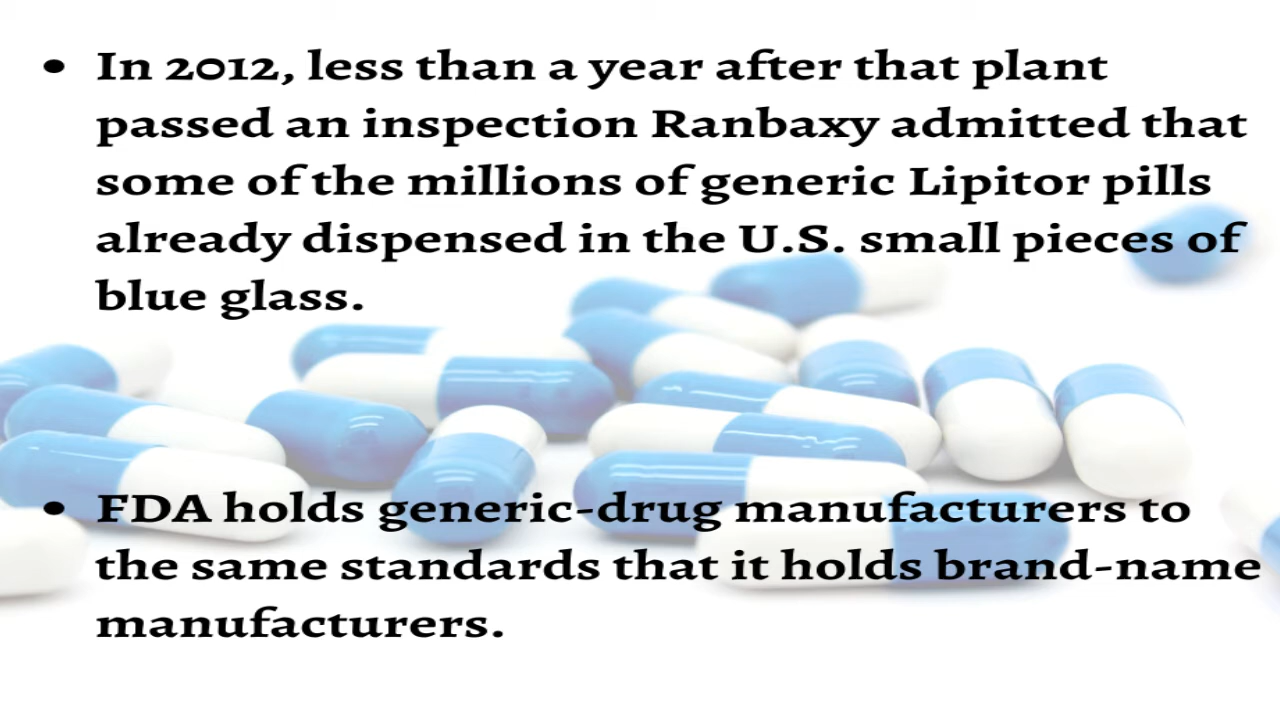 • In 2012, less than a year after that plant
passed an inspection Ranbaxy admitted that
some of the millions of generic Lipitor pills
already dispensed in the U.S. small pieces of
blue glass.
• FDA holds generic-drug manufacturers to
the same standards that it holds brand-name
manufacturers.